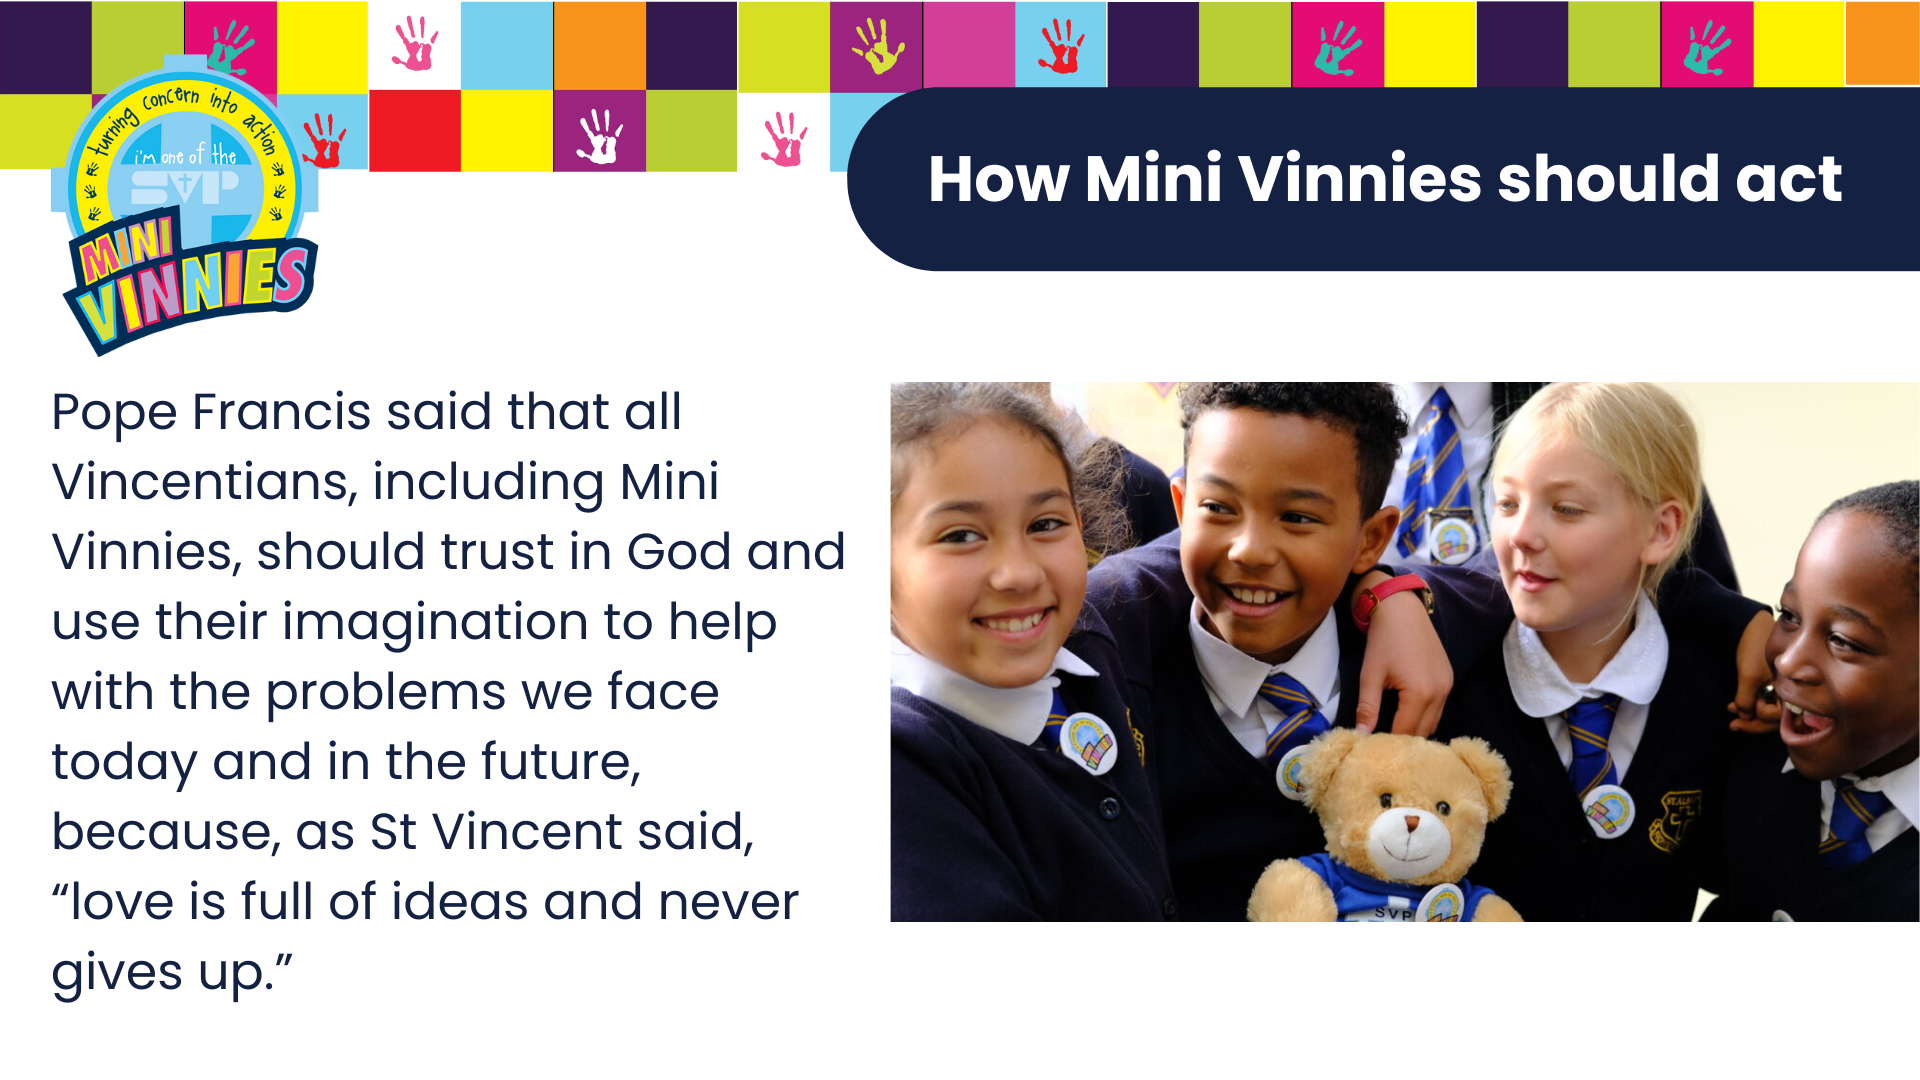 turning concern into action
i'm one of the
SVP
MINI
VINNIES
How Mini Vinnies should act
Pope Francis said that all
Vincentians, including Mini
Vinnies, should trust in God and
use their imagination to help
with the problems we face
today and in the future,
because, as St Vincent said,
“love is full of ideas and never
gives up.”
SVP